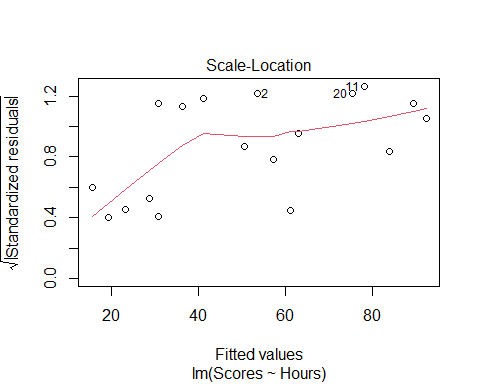 Scale-Location
√|Standardized residuals|
0.0 0.4 0.8 1.2
2
20
11
20 40 60 80
Fitted values
lm(Scores ~ Hours)